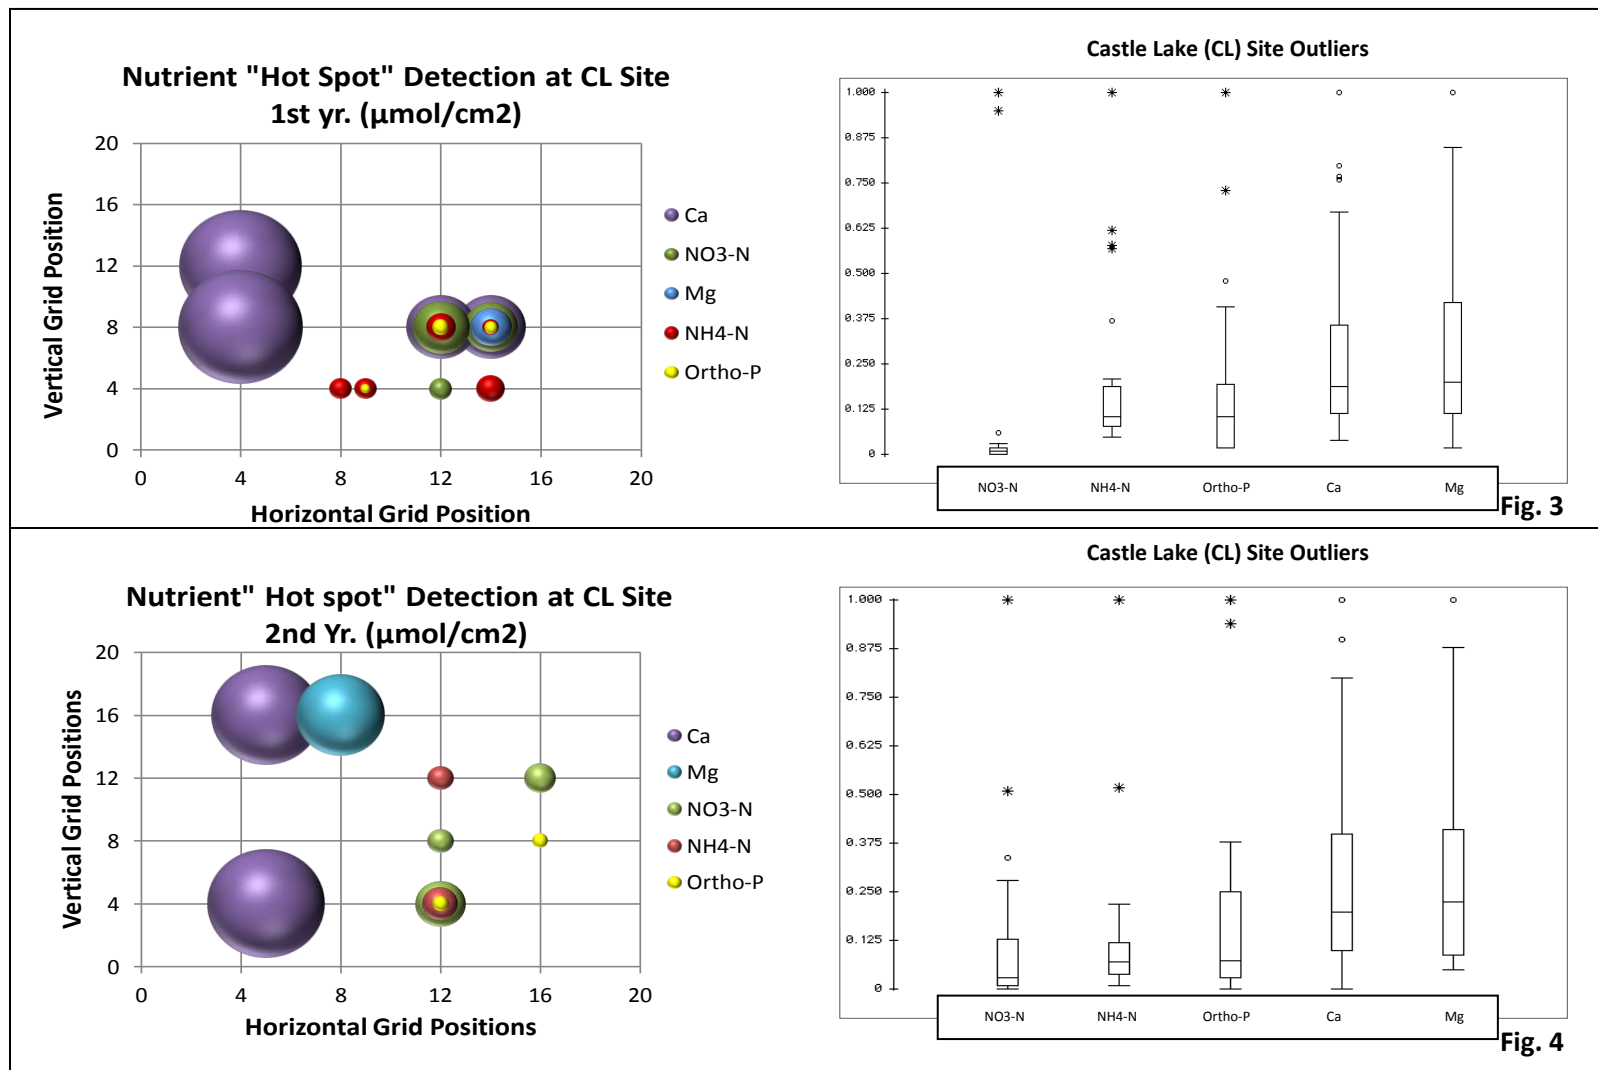 Nutrient "Hot Spot" Detection at CL Site
1st yr. (μmol/cm2)
20
16
12
8
4
0
0 4 8 12 16 20
Vertical Grid Position
Horizontal Grid Position
Ca
NO3-N
Mg
NH4-N
Ortho-P
Castle Lake (CL) Site Outliers
1.000
0.875
0.750
0.625
0.500
0.375
0.250
0.125
0
NO3-N NH4-N Ortho-P Ca Mg
Fig. 3
Nutrient" Hot spot" Detection at CL Site
2nd Yr. (μmol/cm2)
20
16
12
8
4
0
0 4 8 12 16 20
Vertical Grid Positions
Horizontal Grid Positions
Ca
Mg
NO3-N
NH4-N
Ortho-P
Castle Lake (CL) Site Outliers
1.000
0.875
0.750
0.625
0.500
0.375
0.250
0.125
0
NO3-N NH4-N Ortho-P Ca Mg
Fig. 4